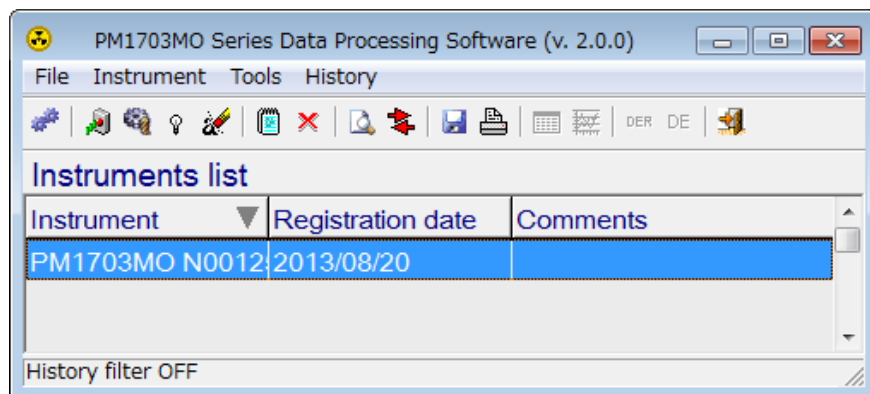 PM1703MO Series Data Processing Software (v. 2.0.0)
File Instrument Tools History
DER DE
Instruments list
Instrument Registration date Comments
PM1703MO N0012 2013/08/20
History filter OFF